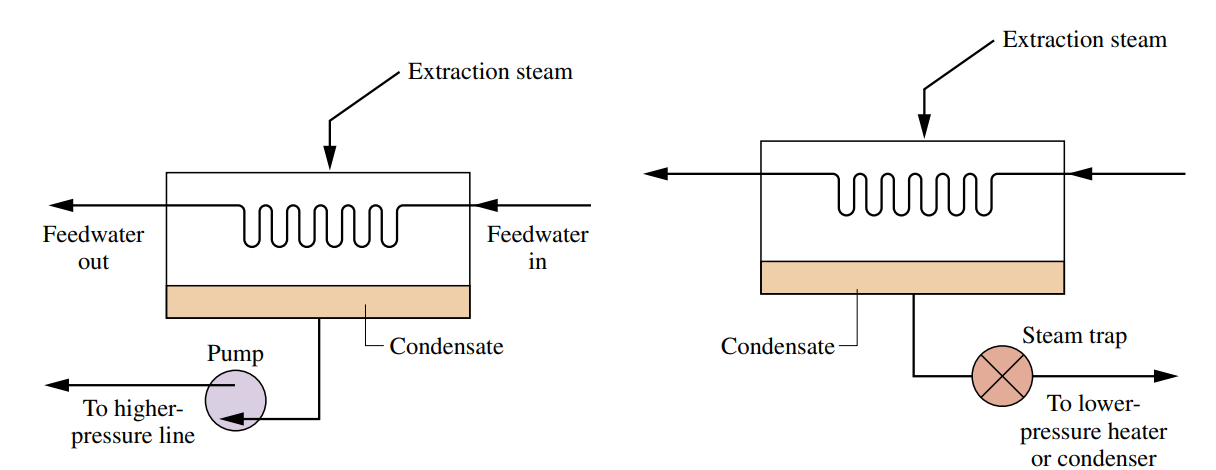 Extraction steam
Feedwater
out
Feedwater
in
Condensate
Pump
To higher-
pressure line
Extraction steam
Condensate
Steam trap
To lower-
pressure heater
or condenser